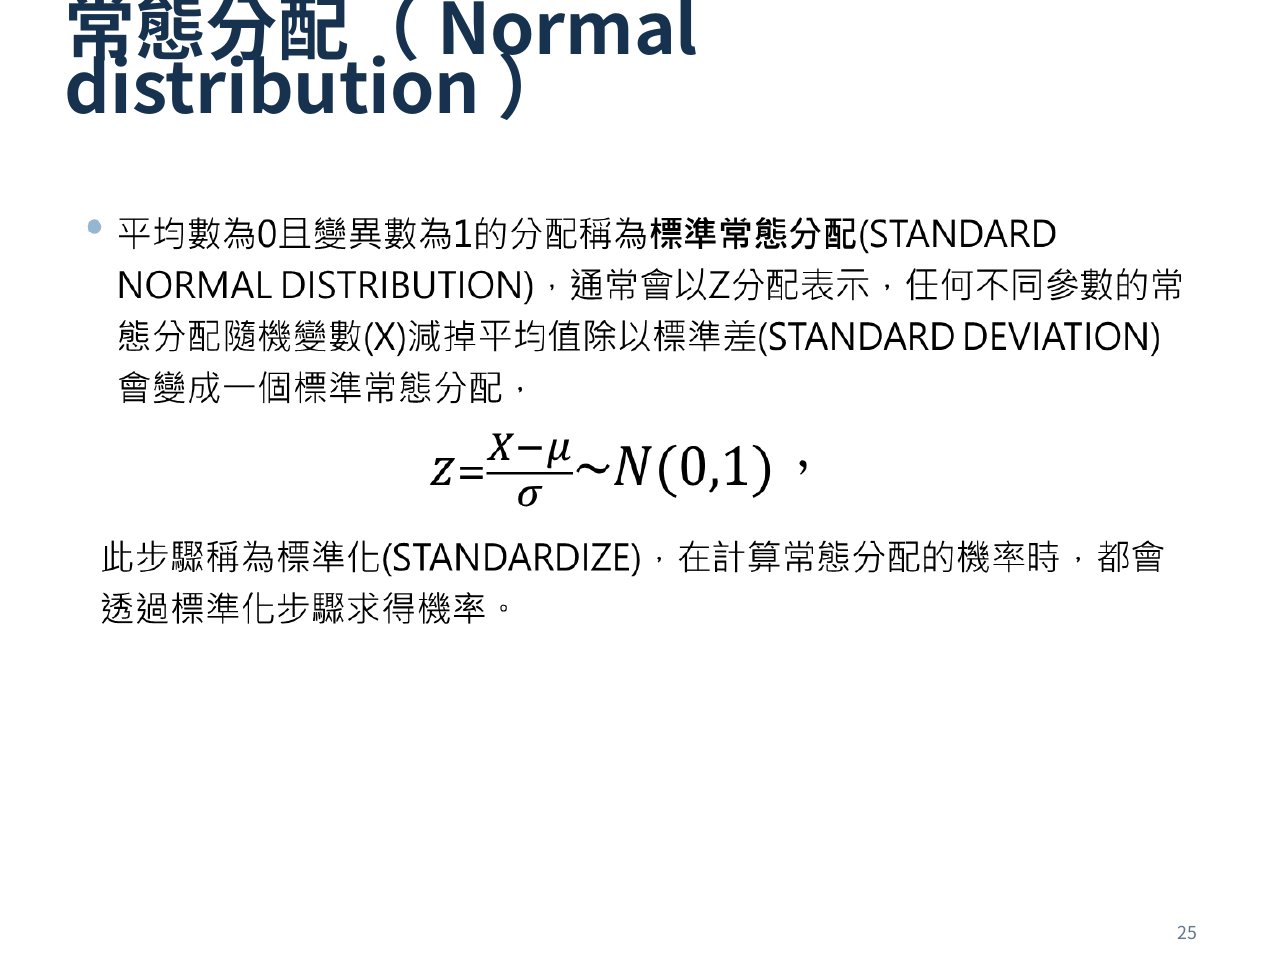 常態分配（Normal
distribution）
平均數為0且變異數為1的分配稱為標準常態分配(STANDARD
NORMAL DISTRIBUTION)，通常會以Z分配表示，任何不同參數的常
態分配隨機變數(X)減掉平均值除以標準差(STANDARD DEVIATION)
會變成一個標準常態分配，
z=\frac{X−μ}{σ}~N(0,1)，
此步驟稱為標準化(STANDARDIZE)，在計算常態分配的機率時，都會
透過標準化步驟求得機率。
25